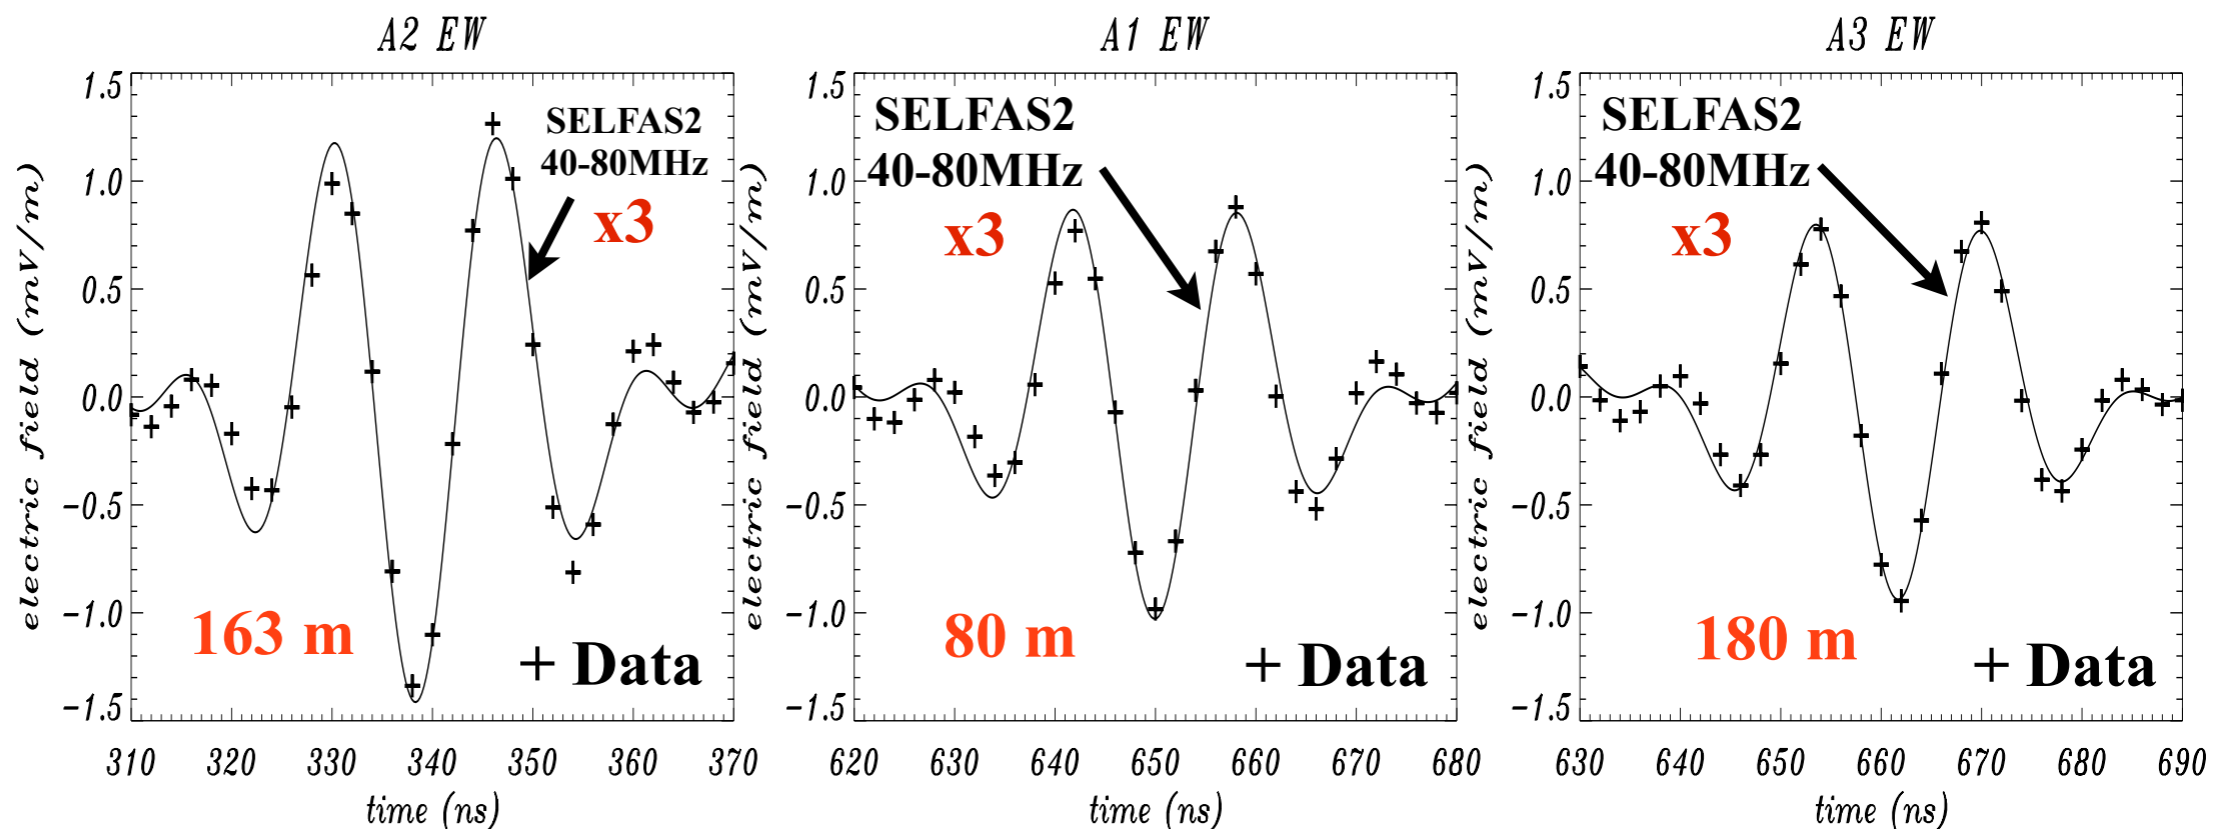 A2 EW
electric field (mV/m)
1.5
1.0
0.5
0.0
-0.5
-1.0
-1.5
SELFAS2
40-80MHz
x3
163 m
+ Data
310 320 330 340 350 360 370
time (ns)
A1 EW
electric field (mV/m)
1.5
1.0
0.5
0.0
-0.5
-1.0
-1.5
SELFAS2
40-80MHz
x3
80 m
+ Data
620 630 640 650 660 670 680
time (ns)
A3 EW
electric field (mV/m)
1.5
1.0
0.5
0.0
-0.5
-1.0
-1.5
SELFAS2
40-80MHz
x3
180 m
+ Data
630 640 650 660 670 680 690
time (ns)